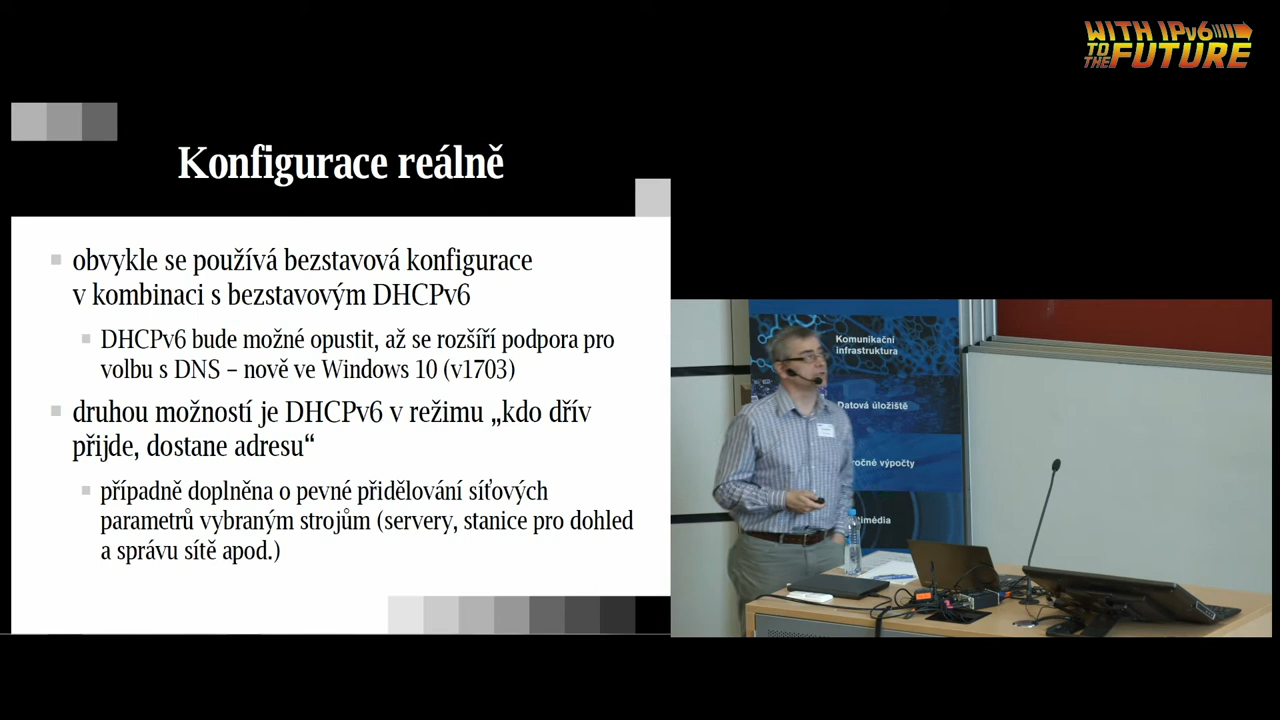 WITH IPv6
TO THE FUTURE
Konfigurace reálně
obvykle se používá bezstavová konfigurace
v kombinaci s bezstavovým DHCPv6
DHCPv6 bude možné opustit, až se rozšíří podpora pro
volbu s DNS – nově ve Windows 10 (v1703)
druhou možností je DHCPv6 v režimu „kdo dřív
přijde, dostane adresu“
případně doplněna o pevné přidělování síťových
parametrů vybraným strojům (servery, stanice pro dohled
a správu sítě apod.)
Komunikační
infrastruktura
Datová úložiště
ročné výpočty
timédia